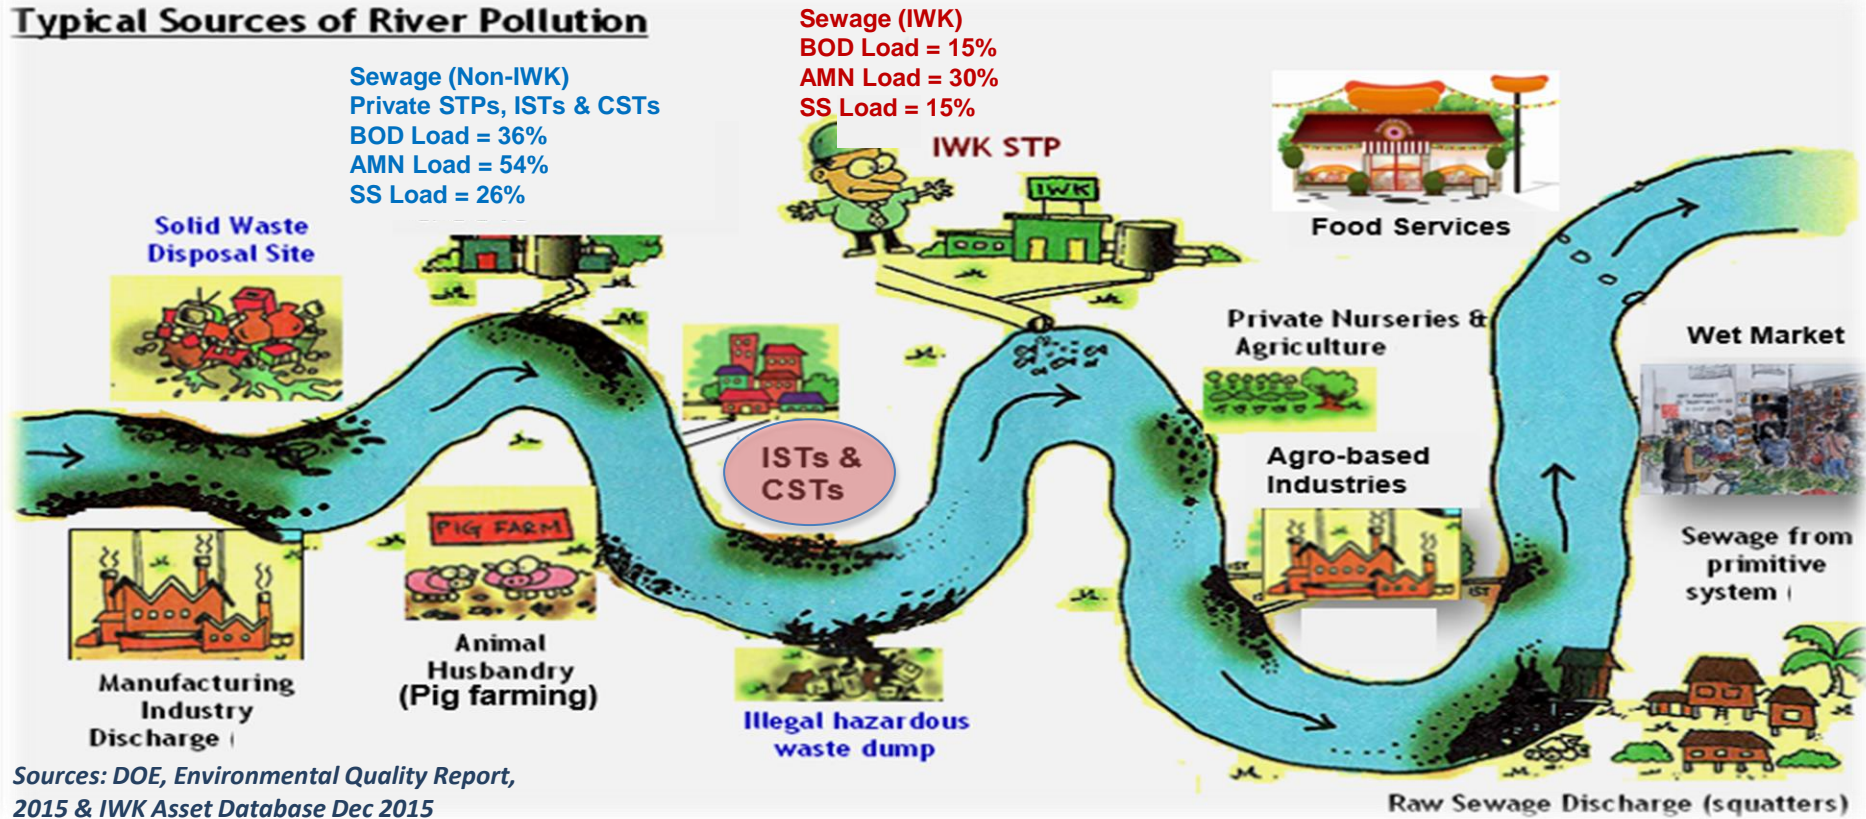 Typical Sources of River Pollution
Sewage (IWK)
BOD Load = 15%
AMN Load = 30%
SS Load = 15%
Sewage (Non-IWK)
Private STPs, ISTs & CSTs
BOD Load = 36%
AMN Load = 54%
SS Load = 26%
IWK STP
IWK
Food Services
Solid Waste
Disposal Site
Private Nurseries &
Agriculture
Wet Market
ISTs &
CSTs
Agro-based
Industries
PIG FARM
Sewage from
primitive
system (
IST
IST
Animal
Husbandry
(Pig farming)
Manufacturing
Industry
Discharge (
Illegal hazardous
waste dump
Sources: DOE, Environmental Quality Report,
2015 & IWK Asset Database Dec 2015
Raw Sewage Discharge (squatters)